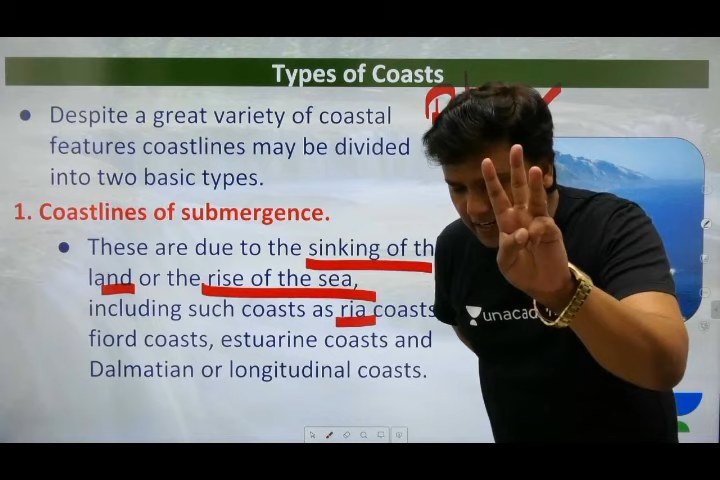 Types of Coasts
Despite a great variety of coastal
features coastlines may be divided
into two basic types.
1. Coastlines of submergence.
These are due to the sinking of th
land or the rise of the sea,
including such coasts as ria coasts
fiord coasts, estuarine coasts and
Dalmatian or longitudinal coasts.
unacad